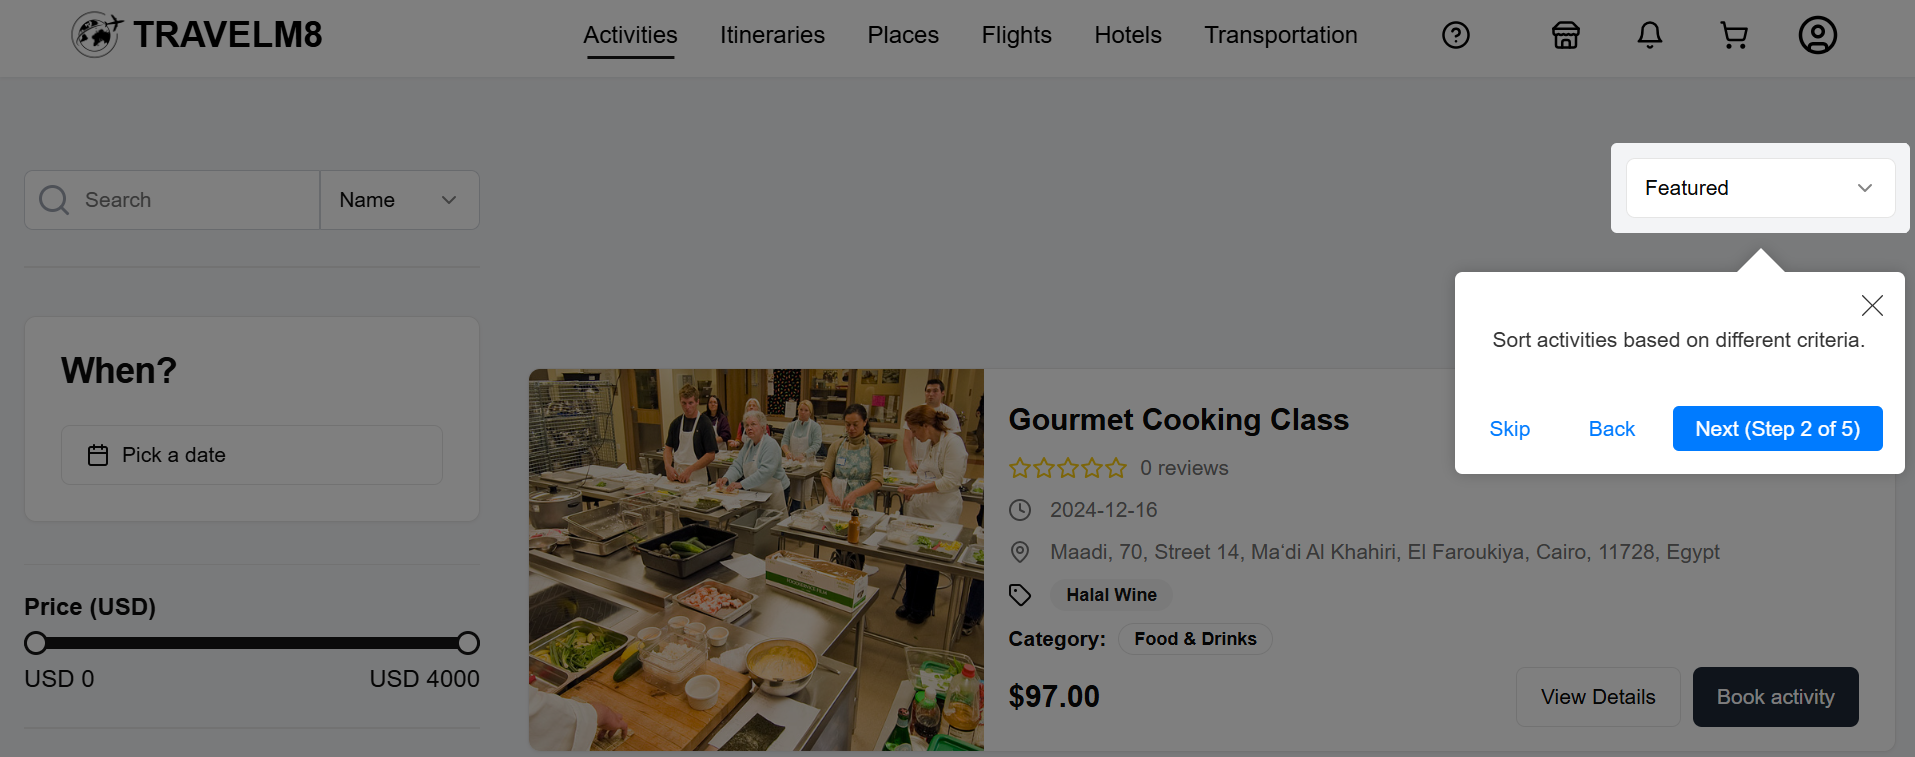 TRAVELM8
Activities Itineraries Places Flights Hotels Transportation
Search Name
Featured
Sort activities based on different criteria.
Skip Back Next (Step 2 of 5)
When?
Pick a date
Price (USD)
USD 0 USD 4000
Gourmet Cooking Class
0 reviews
2024-12-16
Maadi, 70, Street 14, Ma'di Al Khahiri, El Faroukiya, Cairo, 11728, Egypt
Halal Wine
Category: Food & Drinks
$97.00
View Details Book activity